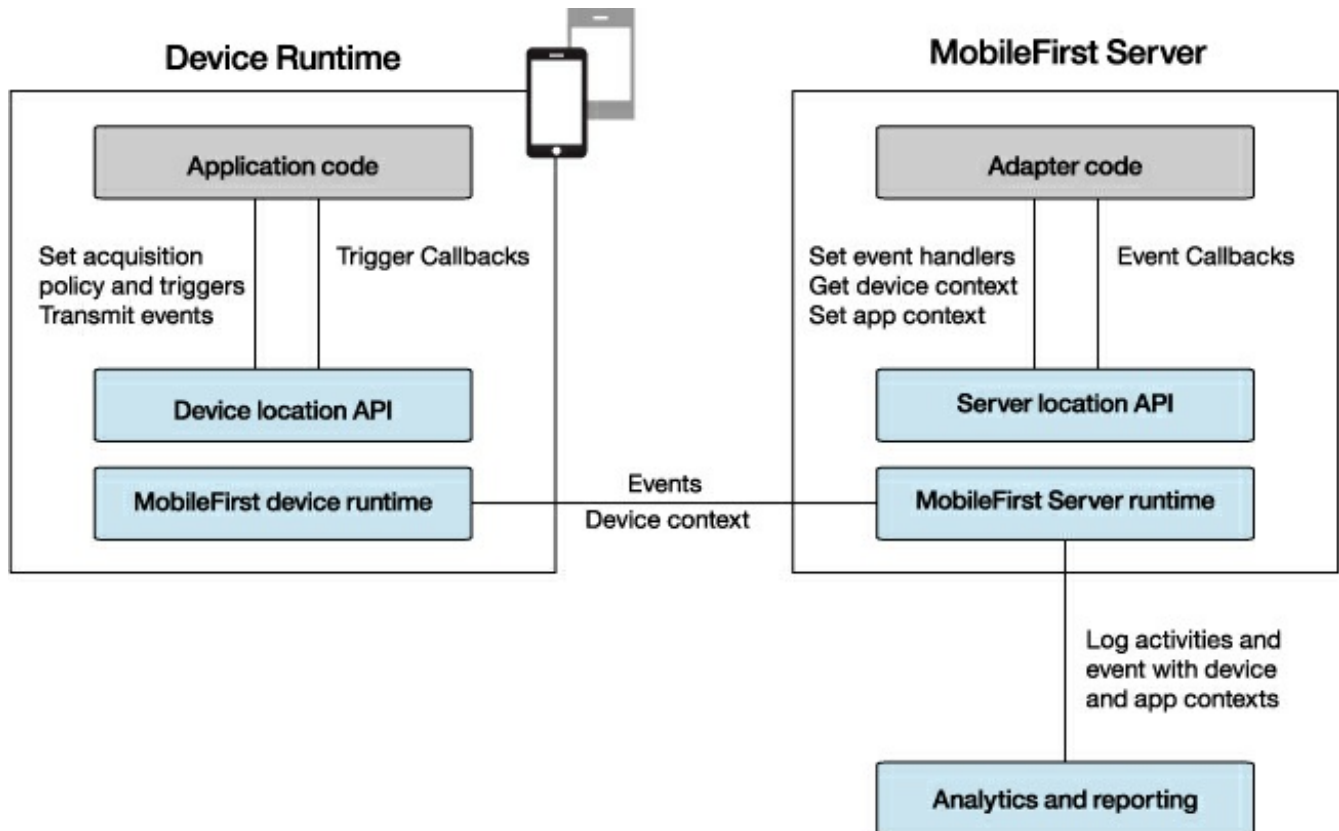 Device Runtime
MobileFirst Server
Application code
Adapter code
Set acquisition
policy and triggers
Transmit events
Trigger Callbacks
Set event handlers
Get device context
Set app context
Event Callbacks
Device location API
Server location API
MobileFirst device runtime
Events
Device context
MobileFirst Server runtime
Log activities and
event with device
and app contexts
Analytics and reporting